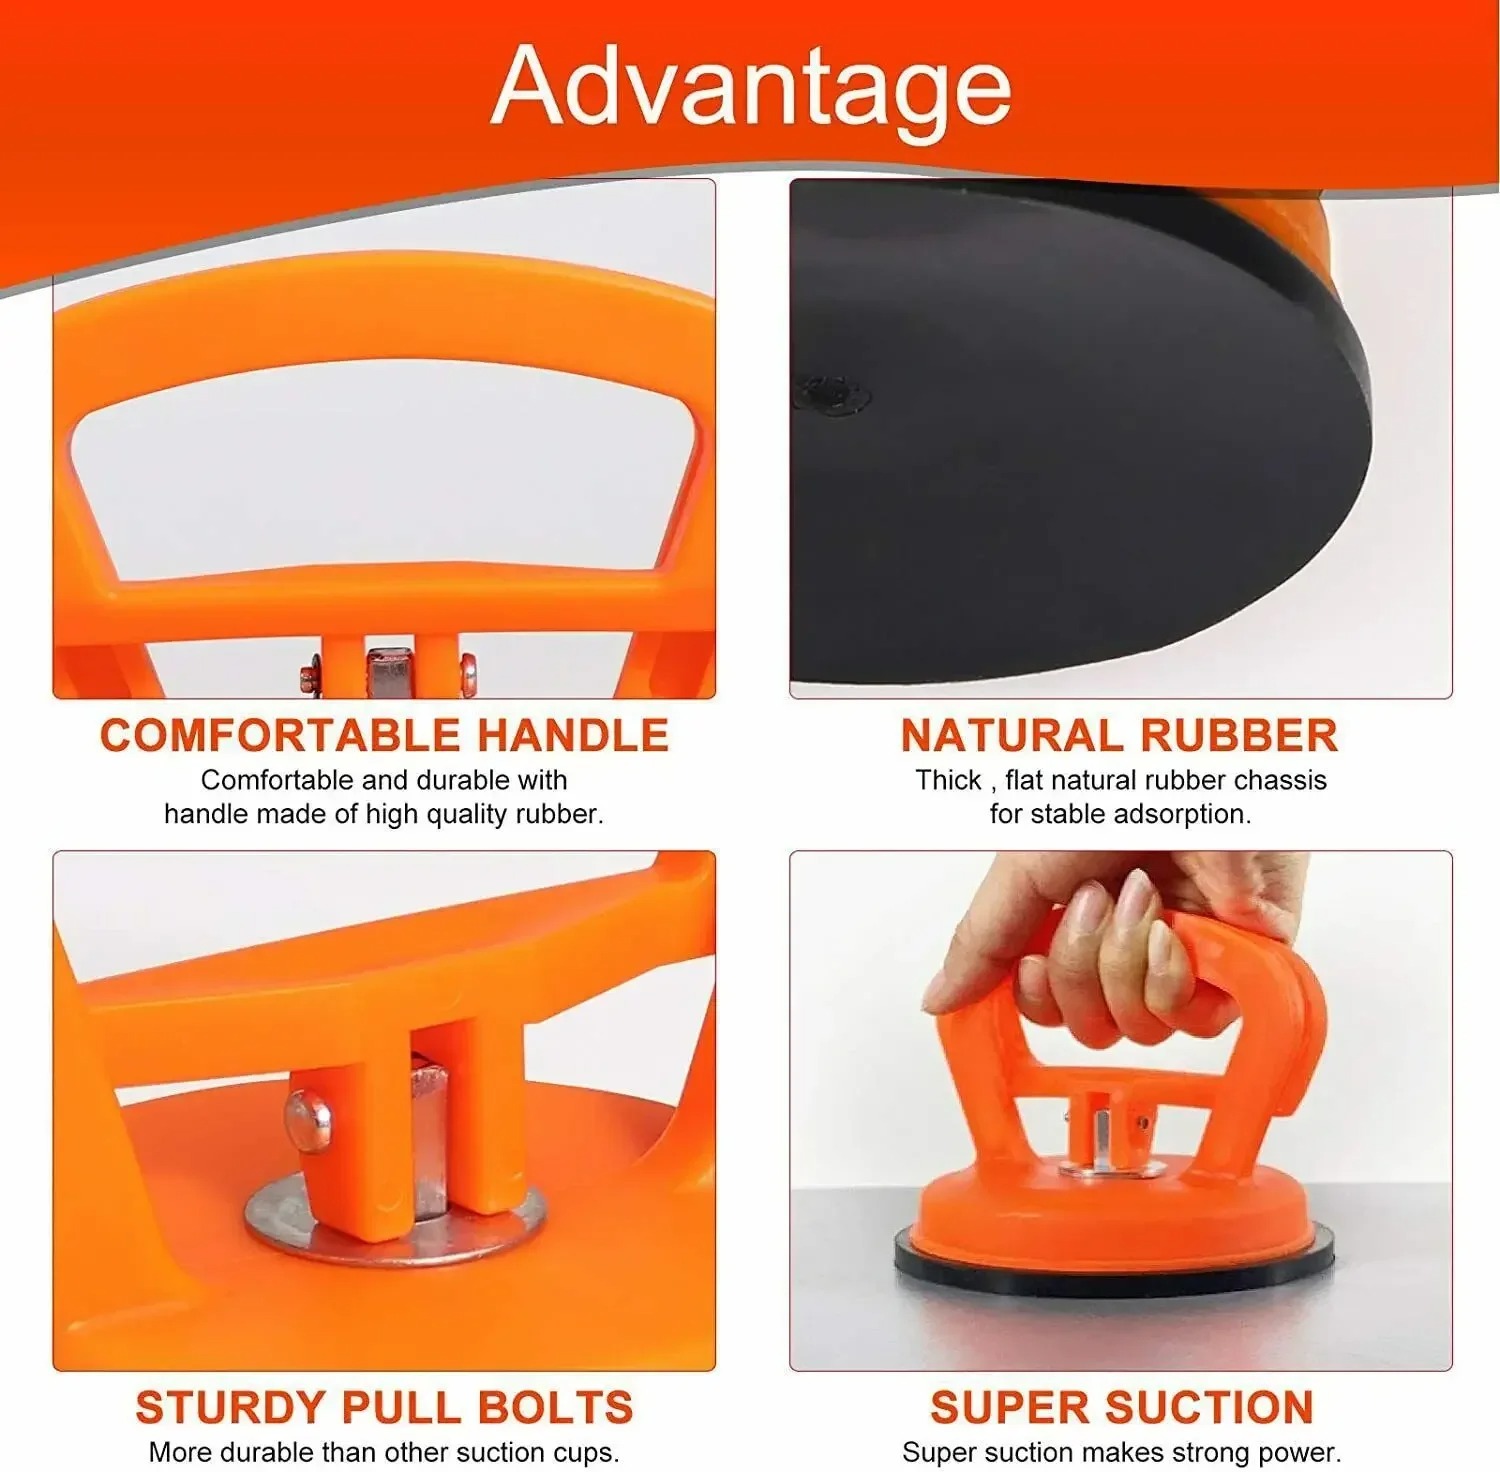 Advantage
COMFORTABLE HANDLE
Comfortable and durable with
handle made of high quality rubber.
NATURAL RUBBER
Thick , flat natural rubber chassis
for stable adsorption.
STURDY PULL BOLTS
More durable than other suction cups.
SUPER SUCTION
Super suction makes strong power.